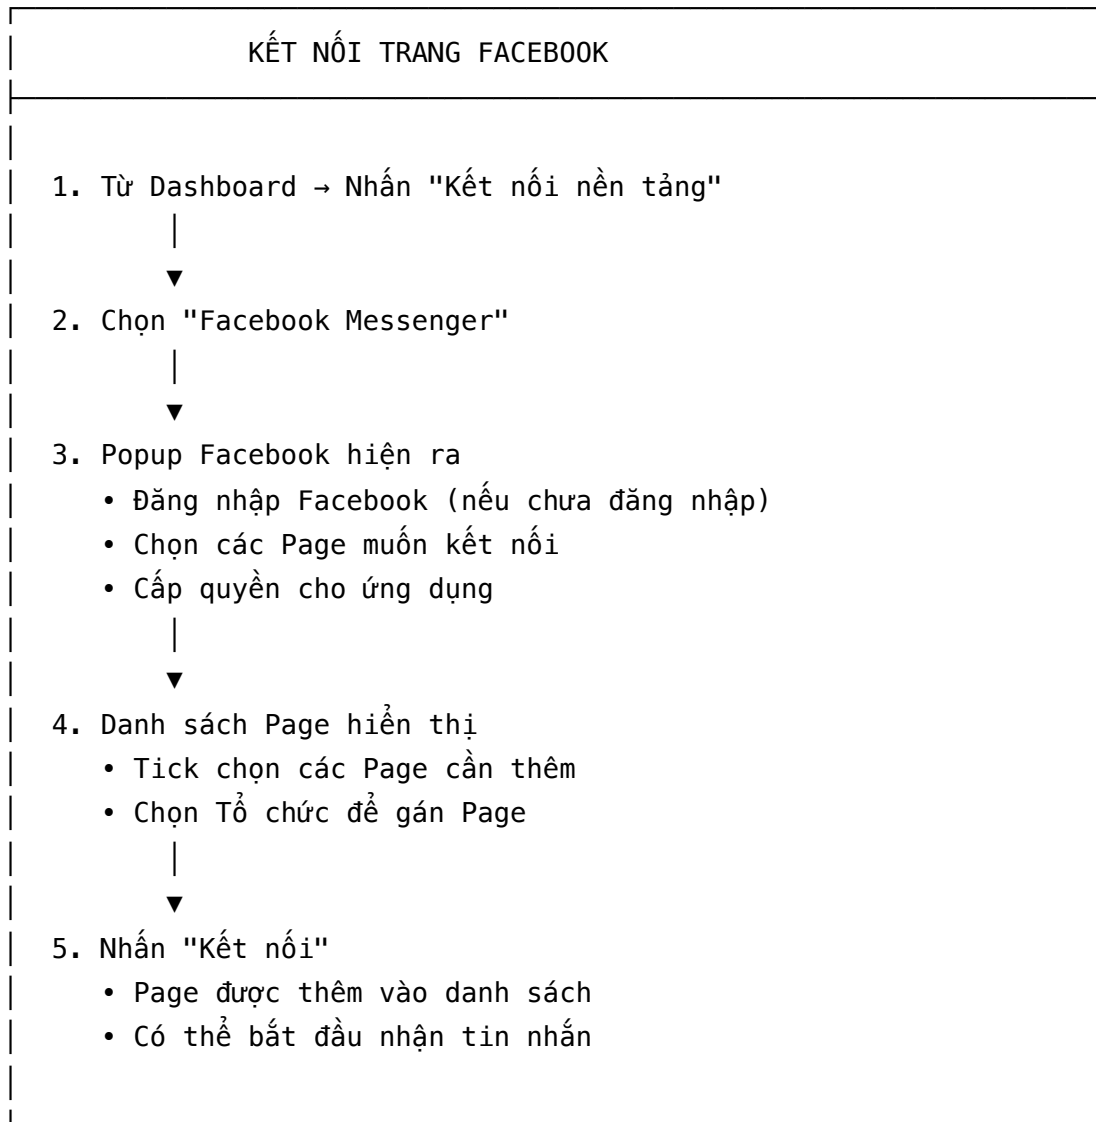 KẾT NỐI TRANG FACEBOOK
1. Từ Dashboard → Nhấn "Kết nối nền tảng"
2. Chọn "Facebook Messenger"
3. Popup Facebook hiện ra
• Đăng nhập Facebook (nếu chưa đăng nhập)
• Chọn các Page muốn kết nối
• Cấp quyền cho ứng dụng
4. Danh sách Page hiển thị
• Tick chọn các Page cần thêm
• Chọn Tổ chức để gán Page
5. Nhấn "Kết nối"
• Page được thêm vào danh sách
• Có thể bắt đầu nhận tin nhắn